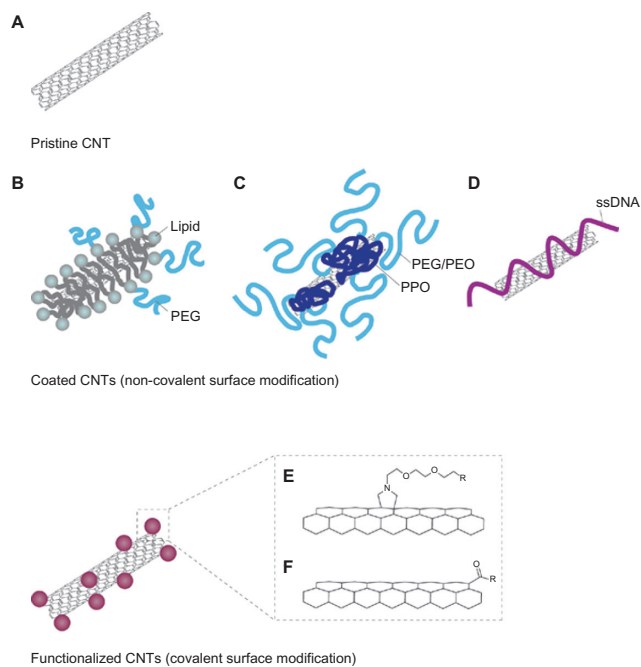 A
Pristine CNT
B
C
D
ssDNA
Lipid
PEG/PEO
PPO
PEG
Coated CNTs (non-covalent surface modification)
E
O
O
R
N
F
O
R
Functionalized CNTs (covalent surface modification)